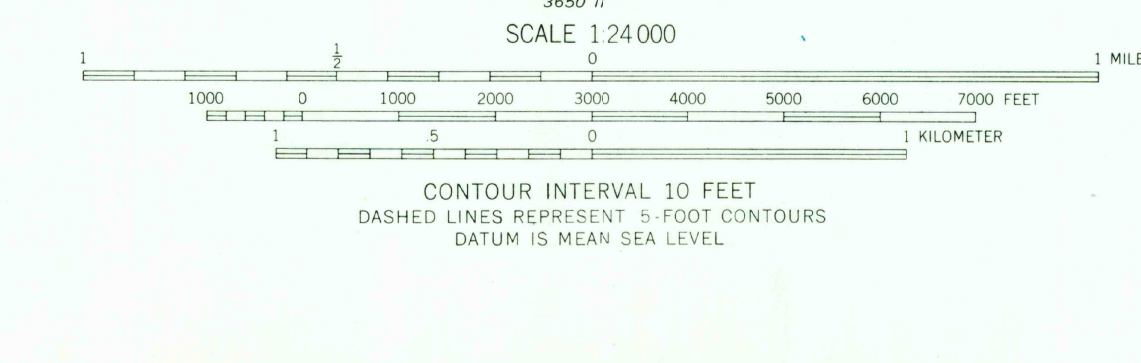 SCALE 1:24 000
1 1/2 0 1 MILE
1000 0 1000 2000 3000 4000 5000 6000 7000 FEET
1 .5 0 1 KILOMETER
CONTOUR INTERVAL 10 FEET
DASHED LINES REPRESENT 5-FOOT CONTOURS
DATUM IS MEAN SEA LEVEL